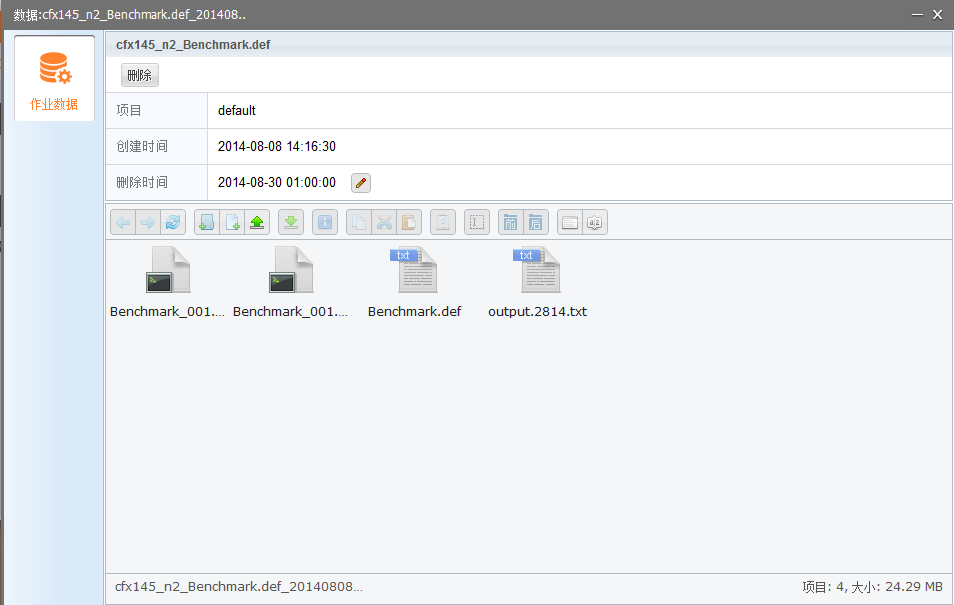 数据:cfx145_n2_Benchmark.def_201408..
作业数据
cfx145_n2_Benchmark.def
删除
项目 default
创建时间 2014-08-08 14:16:30
删除时间 2014-08-30 01:00:00
txt txt
Benchmark_001.... Benchmark_001.... Benchmark.def output.2814.txt
cfx145_n2_Benchmark.def_20140808... 项目: 4, 大小: 24.29 MB